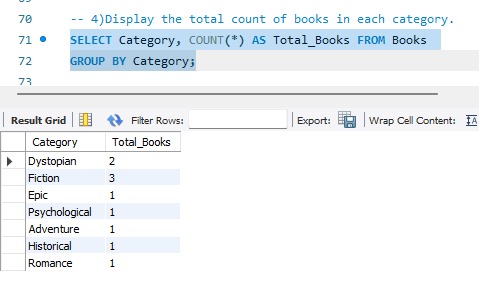 69
70 -- 4)Display the total count of books in each category.
71 SELECT Category, COUNT(*) AS Total_Books FROM Books
72 GROUP BY Category;
73
Result Grid Filter Rows: Export: Wrap Cell Content:
Category Total_Books
Dystopian 2
Fiction 3
Epic 1
Psychological 1
Adventure 1
Historical 1
Romance 1